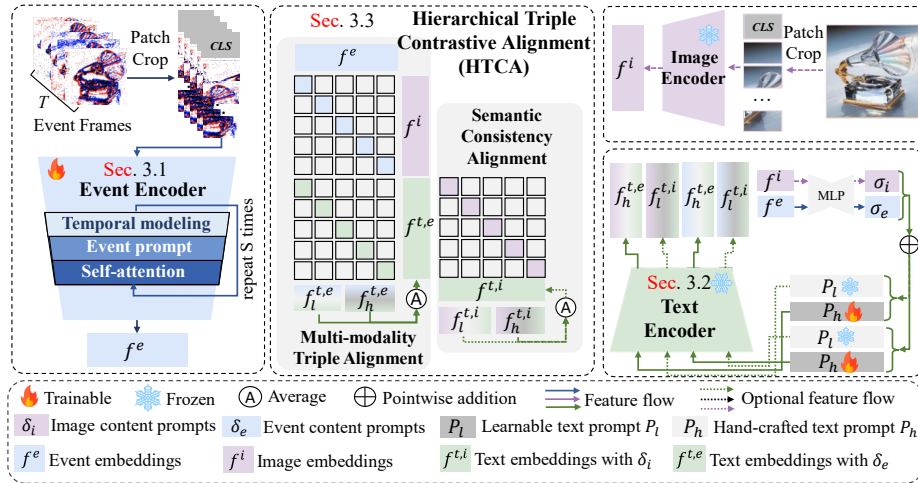 T
Event Frames
Patch
Crop
CLS
Sec. 3.1
Event Encoder
Temporal modeling
Event prompt
Self-attention
repeat S times
f^e
Sec. 3.3
Hierarchical Triple
Contrastive Alignment
(HTCA)
f^e
f^i
f^{t,e}
f_l^{t,e}
f_h^{t,e}
A
Multi-modality
Triple Alignment
Semantic
Consistency
Alignment
f^{t,i}
f_l^{t,i}
f_h^{t,i}
A
f^i
Image
Encoder
CLS
...
Patch
Crop
f_h^{t,e}
f_l^{t,i}
f_h^{t,e}
f_l^{t,i}
f^i
f^e
MLP
σ_i
σ_e
Sec. 3.2
Text
Encoder
P_l
P_h
P_l
P_h
Trainable
Frozen
A Average
Pointwise addition
Feature flow
Optional feature flow
δ_i Image content prompts
δ_e Event content prompts
P_l Learnable text prompt P_l
P_h Hand-crafted text prompt P_h
f^e Event embeddings
f^i Image embeddings
f^{t,i} Text embeddings with δ_i
f^{t,e} Text embeddings with δ_e